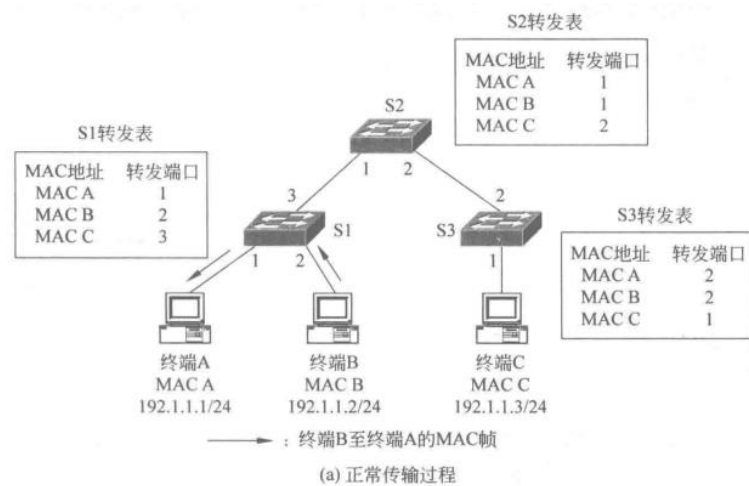 S2转发表
MAC地址 转发端口
MAC A 1
MAC B 1
MAC C 2
S2
1 2
S1转发表
MAC地址 转发端口
MAC A 1
MAC B 2
MAC C 3
3
S1
1 2
2
S3
1
S3转发表
MAC地址 转发端口
MAC A 2
MAC B 2
MAC C 1
终端A
MAC A
192.1.1.1/24
终端B
MAC B
192.1.1.2/24
终端C
MAC C
192.1.1.3/24
：终端B至终端A的MAC帧
(a) 正常传输过程